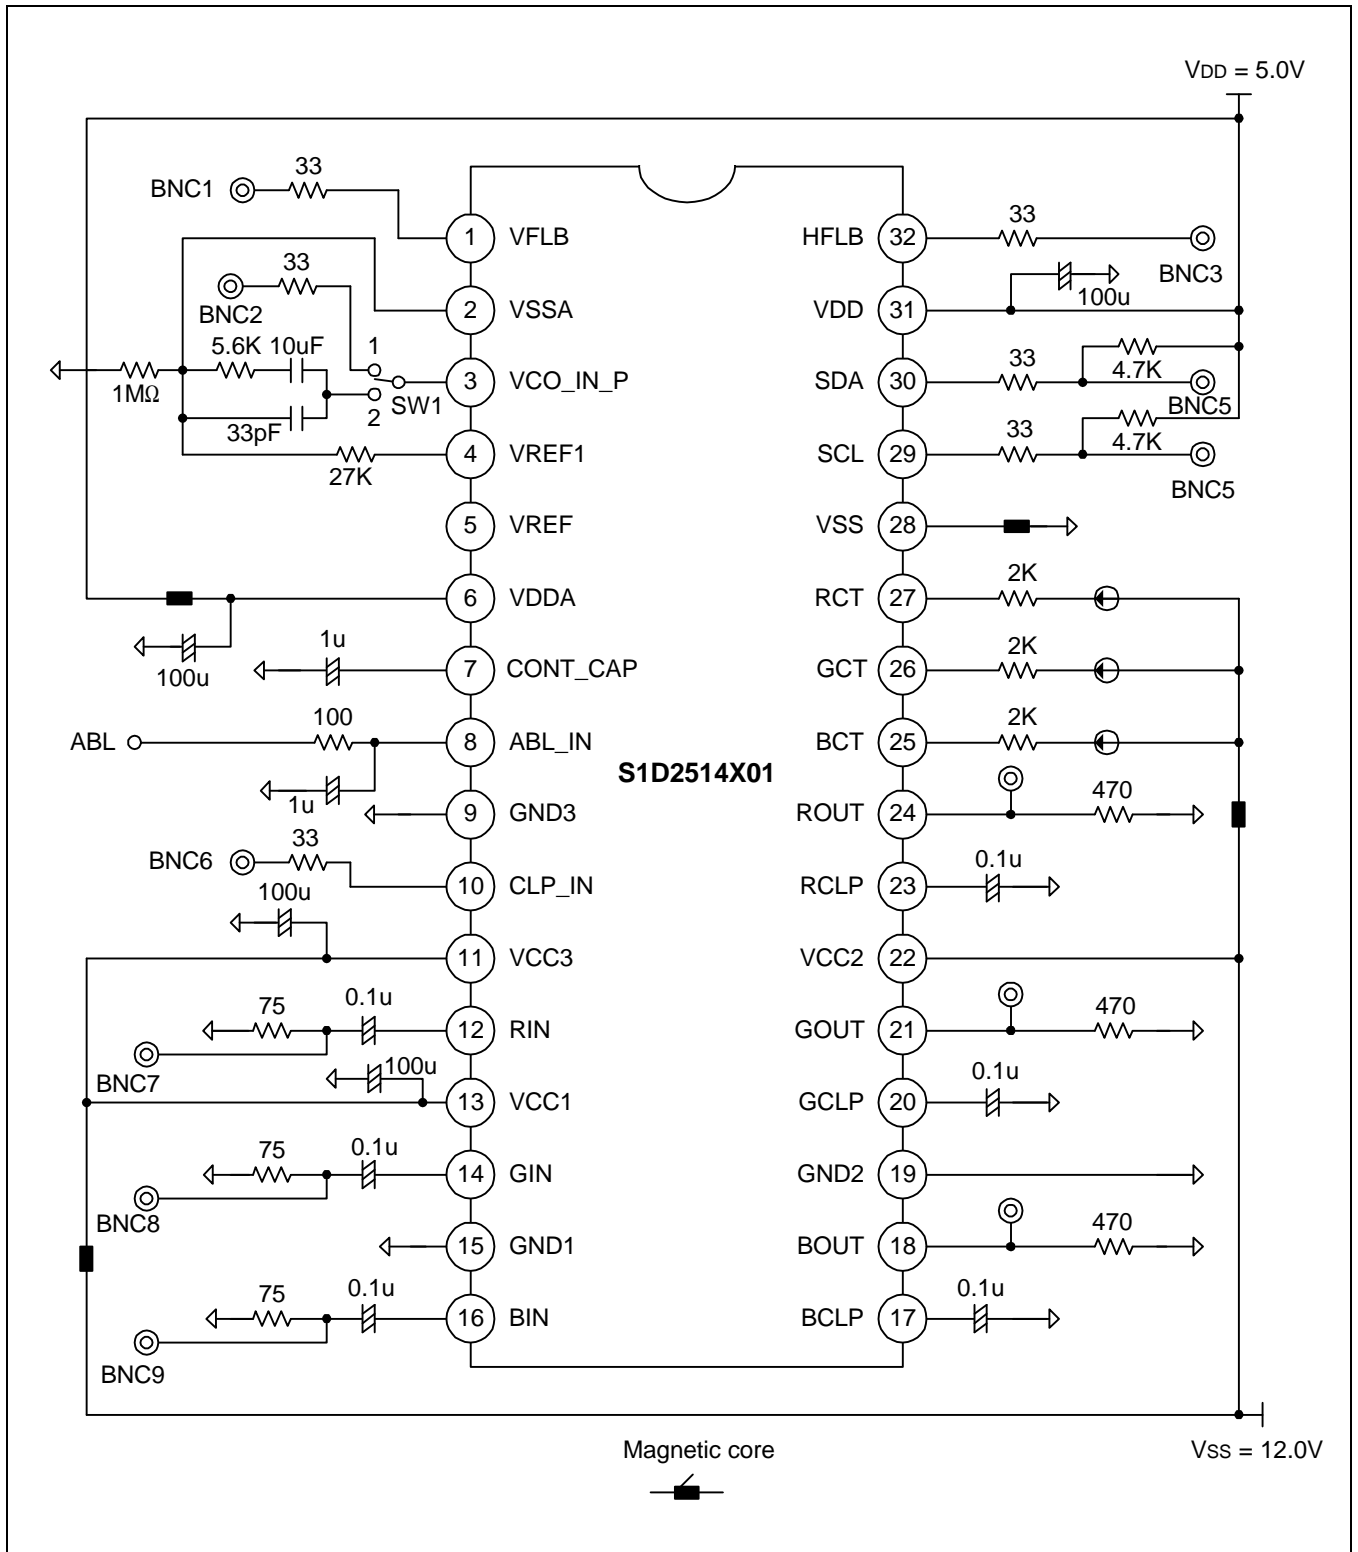 VDD = 5.0V
BNC1
33
1
VFLB
HFLB
32
33
BNC3
BNC2
33
2
VSSA
VDD
31
100u
1MΩ
5.6K
10uF
33pF
1
2
SW1
3
VCO_IN_P
SDA
30
33
4.7K
BNC5
27K
4
VREF1
SCL
29
33
4.7K
BNC5
5
VREF
VSS
28
6
VDDA
RCT
27
2K
100u
1u
7
CONT_CAP
GCT
26
2K
ABL
100
8
ABL_IN
BCT
25
2K
S1D2514X01
1u
9
GND3
ROUT
24
470
BNC6
33
10
CLP_IN
RCLP
23
0.1u
100u
11
VCC3
VCC2
22
75
0.1u
12
RIN
GOUT
21
470
BNC7
100u
13
VCC1
GCLP
20
0.1u
75
0.1u
14
GIN
GND2
19
BNC8
15
GND1
BOUT
18
470
75
0.1u
16
BIN
BCLP
17
0.1u
BNC9
Magnetic core
VSS = 12.0V